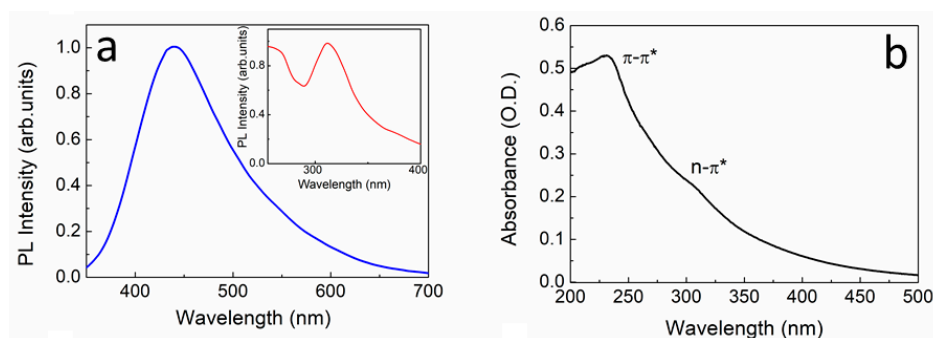 a
PL Intensity (arb.units)
1.0
0.8
0.6
0.4
0.2
0.0
400
500
600
700
Wavelength (nm)
PL Intensity (arb.units)
0.8
0.4
0.0
300
400
Wavelength (nm)
b
Absorbance (O.D.)
0.6
0.5
0.4
0.3
0.2
0.1
0.0
π-π*
n-π*
200
250
300
350
400
450
500
Wavelength (nm)